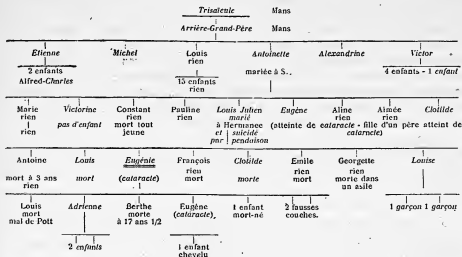 Trisaïeule Mans
Arrière-Grand-Père Mans
Etienne Michel Louis Antoinette Alexandrine Victor
rien
2 enfants mariée à S.. 4 enfants - 1 enfant
Alfred-Charles 15 enfants
rien
Marie Victorine Constant Pauline Louis Julien Eugène Aline Aimée Clotilde
rien pas d'enfant rien rien marié (atteinte de cataracte - fille d'un père atteint de
rien mort tout à Hermance rien rien
rien jeune et suicidé cataracte)
par pendaison
Antoine Louis Eugénie François Clotilde Emile Georgette Louise
mort à 3 ans mort (cataracte) rien morte rien rien
rien mort mort morte dans
un asile
Louis Adrienne Berthe Eugène 1 enfant 2 fausses 1 garçon 1 garçon
mort morte (cataracte), mort-né couches.
mal de Pott à 17 ans 1/2
2 enfants 1 enfant
chevelu